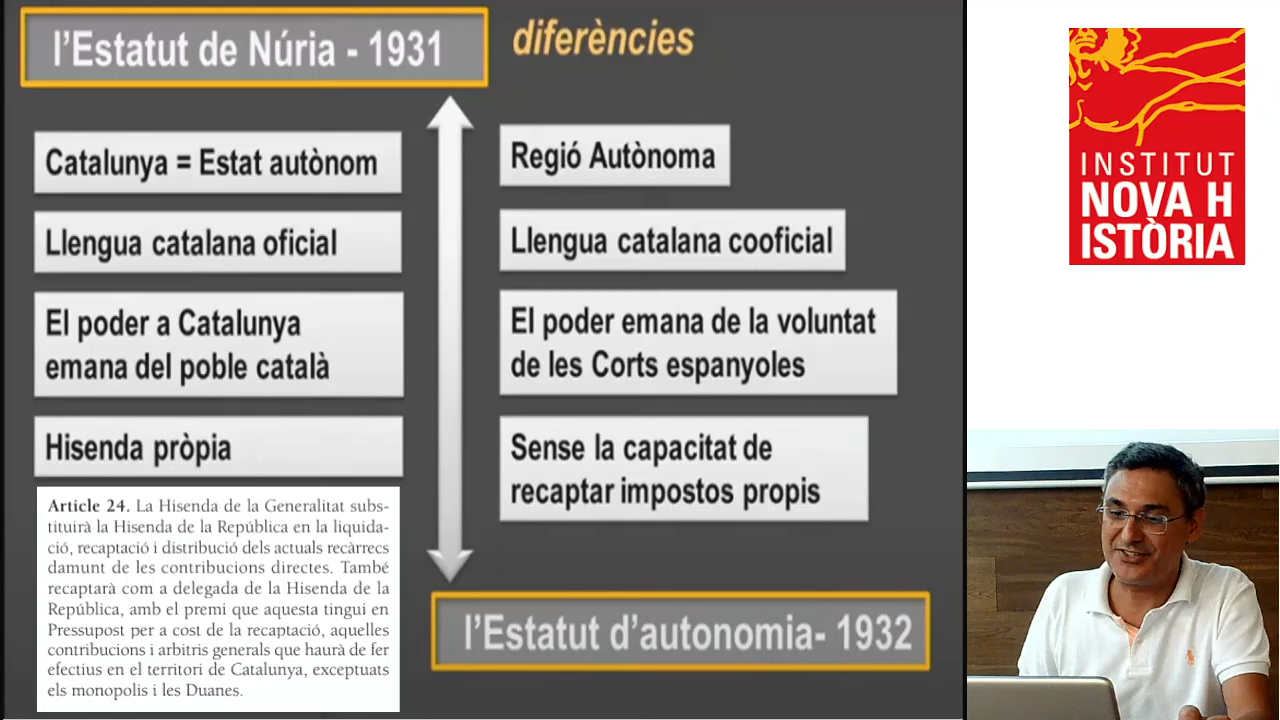 l'Estatut de Núria - 1931
diferències
Catalunya = Estat autònom
Llengua catalana oficial
El poder a Catalunya
emana del poble català
Hisenda pròpia
Article 24. La Hisenda de la Generalitat subs-
tituirà la Hisenda de la República en la liquida-
ció, recaptació i distribució dels actuals recàrrecs
damunt de les contribucions directes. També
recaptarà com a delegada de la Hisenda de la
República, amb el premi que aquesta tingui en
Pressupost per a cost de la recaptació, aquelles
contribucions i arbitris generals que haurà de fer
efectius en el territori de Catalunya, exceptuats
els monopolis i les Duanes.
Regió Autònoma
Llengua catalana cooficial
El poder emana de la voluntat
de les Corts espanyoles
Sense la capacitat de
recaptar impostos propis
l'Estatut d'autonomia- 1932
INSTITUT
NOVA H
ISTÒRIA